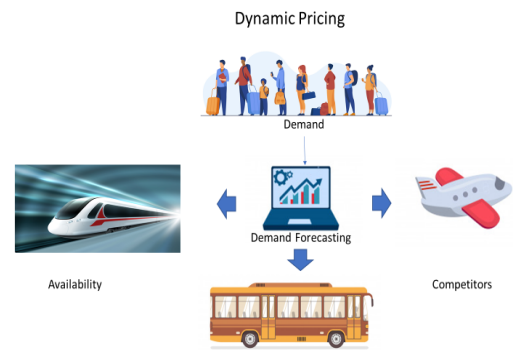 Dynamic Pricing
Demand
Demand Forecasting
Availability
Competitors